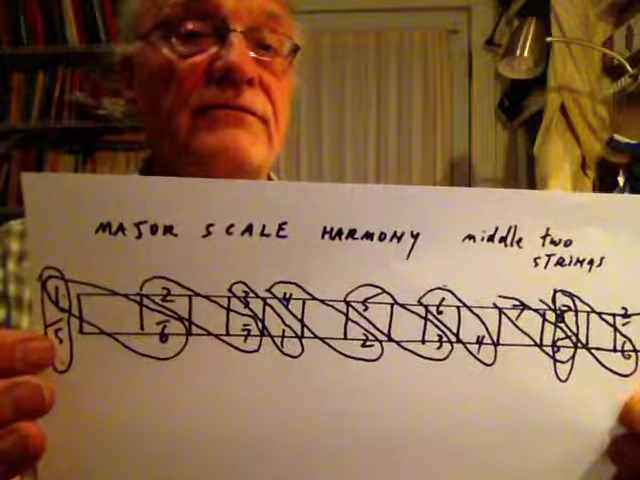 MAJOR SCALE HARMONY middle two
STRINGS
1 2 3 4 5 6 7 8 2
5 6 7 1 2 3 4 5 6